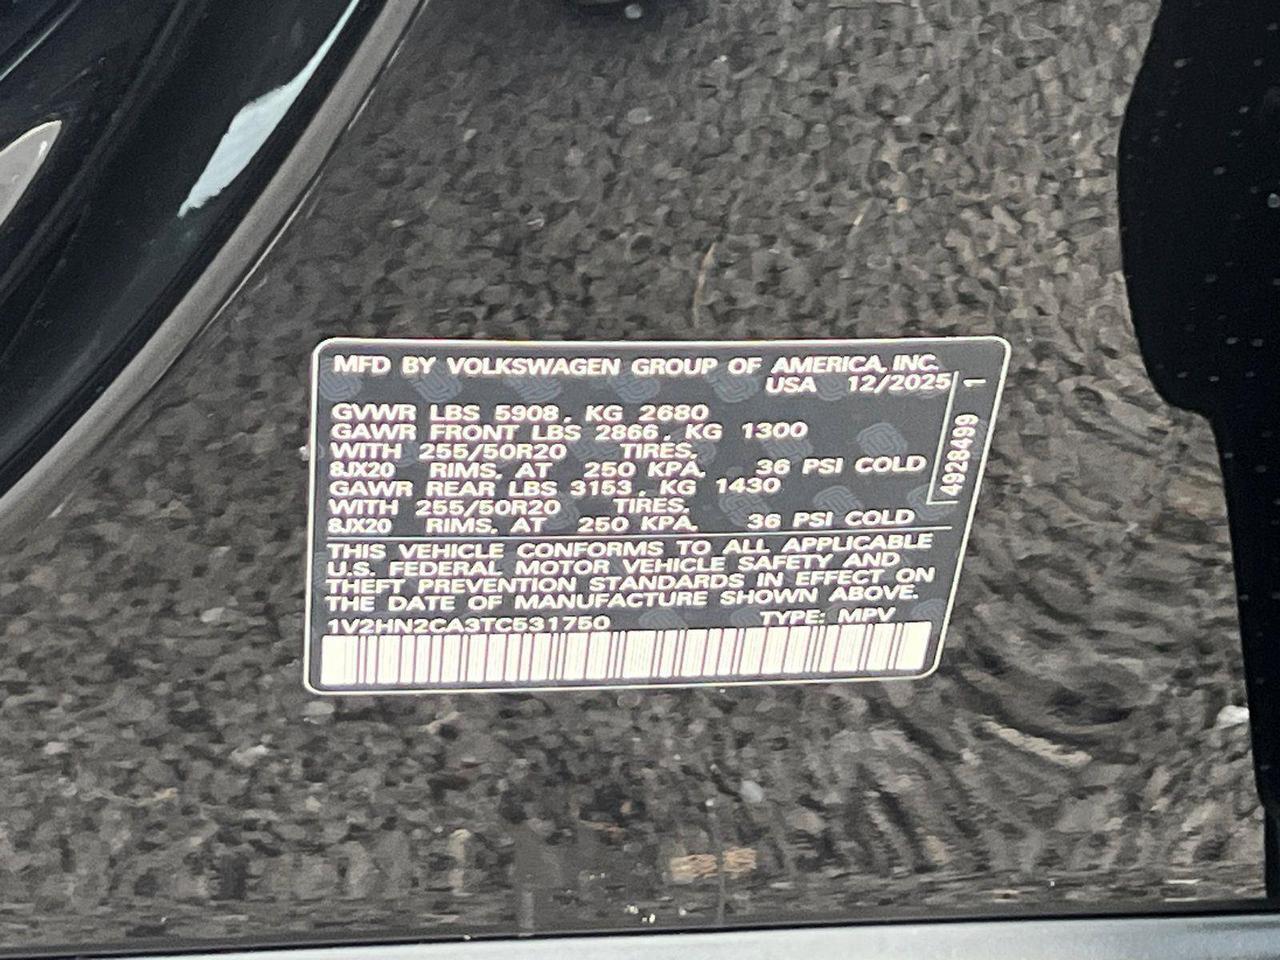 MFD BY VOLKSWAGEN GROUP OF AMERICA, INC.
USA 12/2025
GVWR LBS 5908, KG 2680
GAWR FRONT LBS 2866, KG 1300
WITH 255/50R20 TIRES,
8JX20 RIMS, AT 250 KPA, 36 PSI COLD
GAWR REAR LBS 3153, KG 1430
WITH 255/50R20 TIRES,
8JX20 RIMS, AT 250 KPA, 36 PSI COLD
THIS VEHICLE CONFORMS TO ALL APPLICABLE
U.S. FEDERAL MOTOR VEHICLE SAFETY AND
THEFT PREVENTION STANDARDS IN EFFECT ON
THE DATE OF MANUFACTURE SHOWN ABOVE.
1V2HN2CA3TC531750 TYPE: MPV
4928499 1